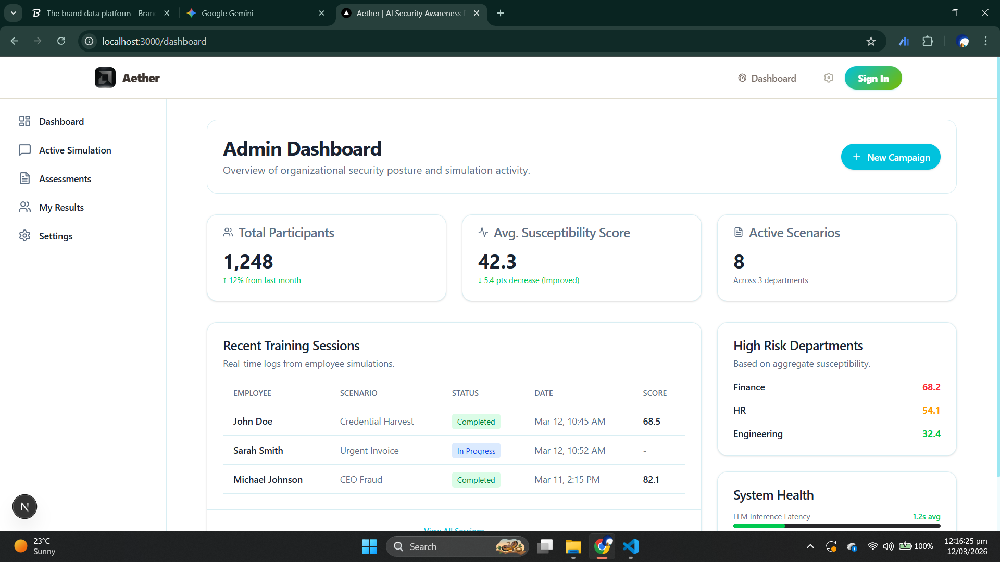 The brand data platform - Bran
Google Gemini
Aether | AI Security Awareness
localhost:3000/dashboard
Aether
Dashboard
Sign In
Dashboard
Active Simulation
Assessments
My Results
Settings
Admin Dashboard
Overview of organizational security posture and simulation activity.
+ New Campaign
Total Participants
1,248
↑ 12% from last month
Avg. Susceptibility Score
42.3
↓ 5.4 pts decrease (Improved)
Active Scenarios
8
Across 3 departments
Recent Training Sessions
Real-time logs from employee simulations.
EMPLOYEE SCENARIO STATUS DATE SCORE
John Doe Credential Harvest Completed Mar 12, 10:45 AM 68.5
Sarah Smith Urgent Invoice In Progress Mar 12, 10:52 AM -
Michael Johnson CEO Fraud Completed Mar 11, 2:15 PM 82.1
View All Sessions
High Risk Departments
Based on aggregate susceptibility.
Finance 68.2
HR 54.1
Engineering 32.4
System Health
LLM Inference Latency 1.2s avg
N
23°C
Sunny
Search
100%
12:16:25 pm
12/03/2026